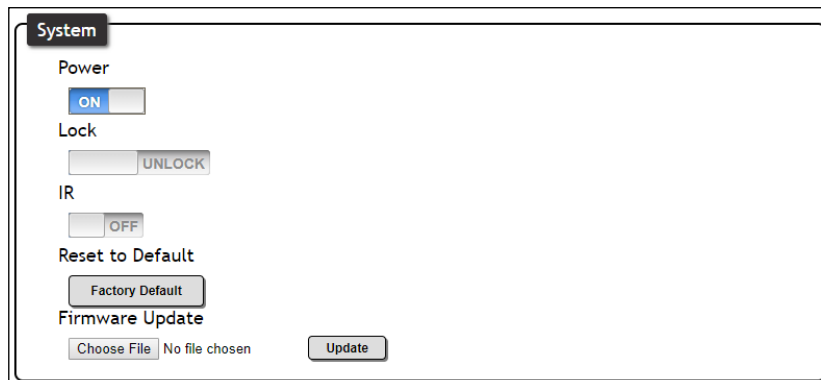 System
Power
ON
Lock
UNLOCK
IR
OFF
Reset to Default
Factory Default
Firmware Update
Choose File No file chosen Update